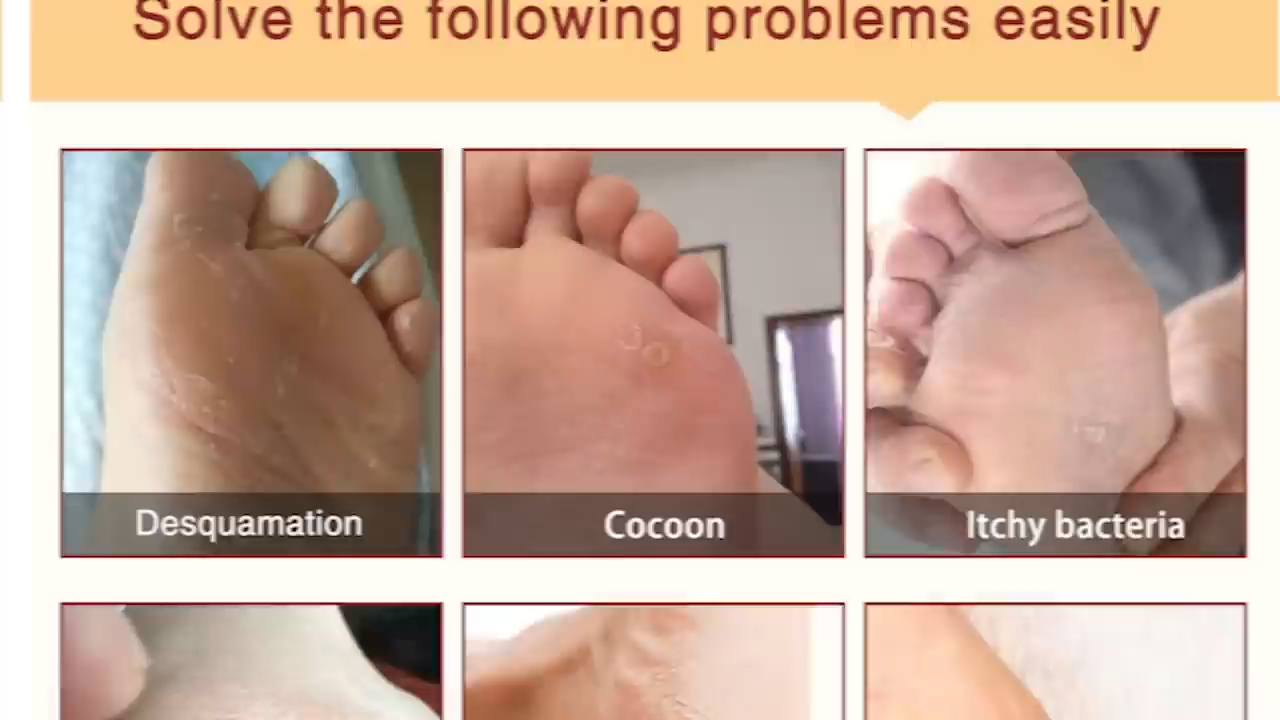 Solve the following problems easily
Desquamation
Cocoon
Itchy bacteria